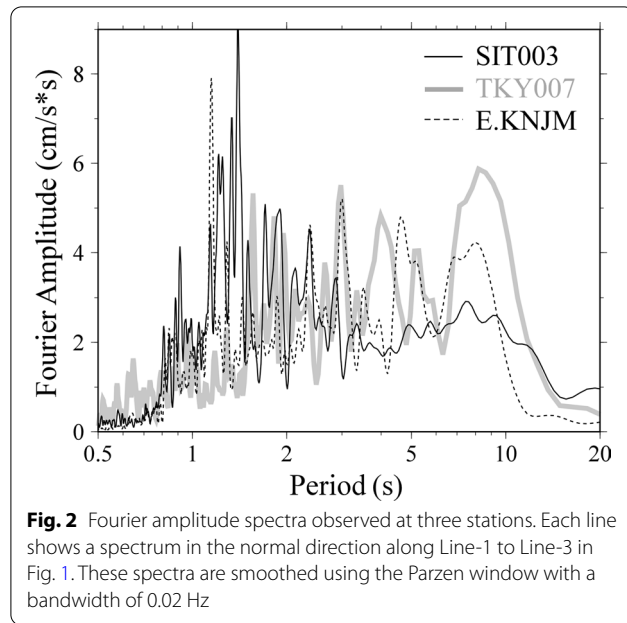 8
6
4
2
0
Fourier Amplitude (cm/s*s)
SIT003
TKY007
E.KNJM
0.5 1 2 5 10 20
Period (s)
Fig. 2 Fourier amplitude spectra observed at three stations. Each line
shows a spectrum in the normal direction along Line-1 to Line-3 in
Fig. 1. These spectra are smoothed using the Parzen window with a
bandwidth of 0.02 Hz